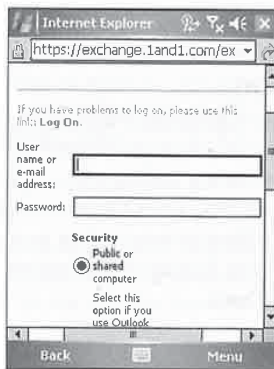 Internet Explorer
https://exchange.1and1.com/ex
If you have problems to log on, please use this
link: Log On.
User
name or
e-mail
address:
Password:
Security
Public or
shared
computer
Select this
option if you
use Outlook
Back
Menu